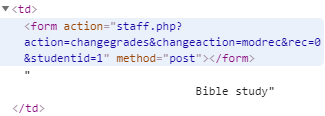 ▼<td>
<form action="staff.php?
action=changegrades&changeaction=modrec&rec=0
&studentid=1" method="post"></form>
"
Bible study"
</td>